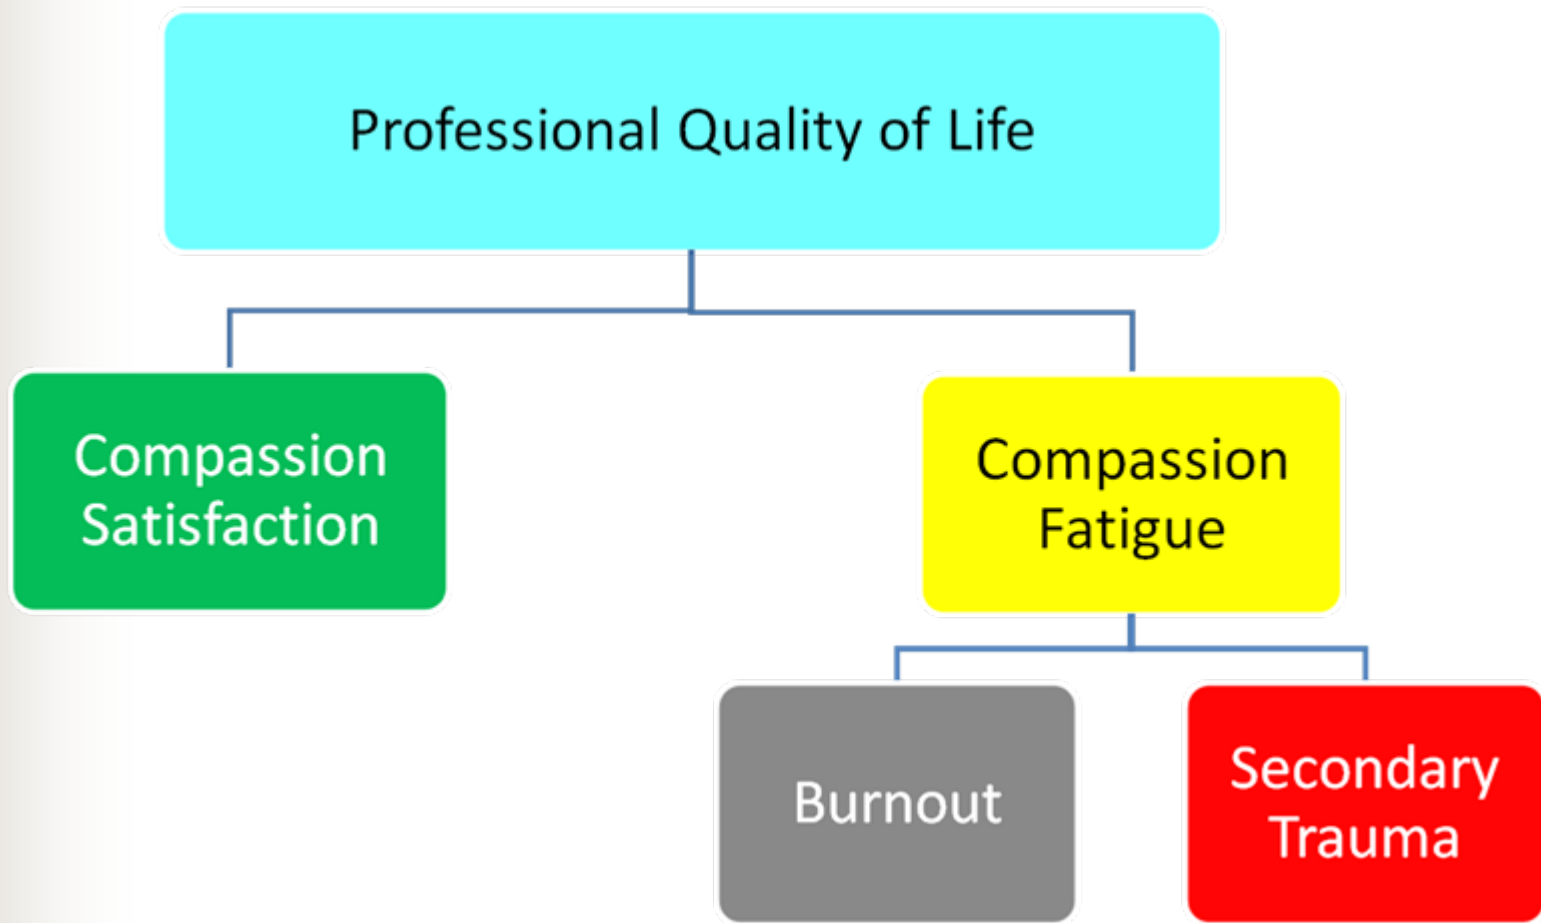 Professional Quality of Life
Compassion
Satisfaction
Compassion
Fatigue
Burnout
Secondary
Trauma